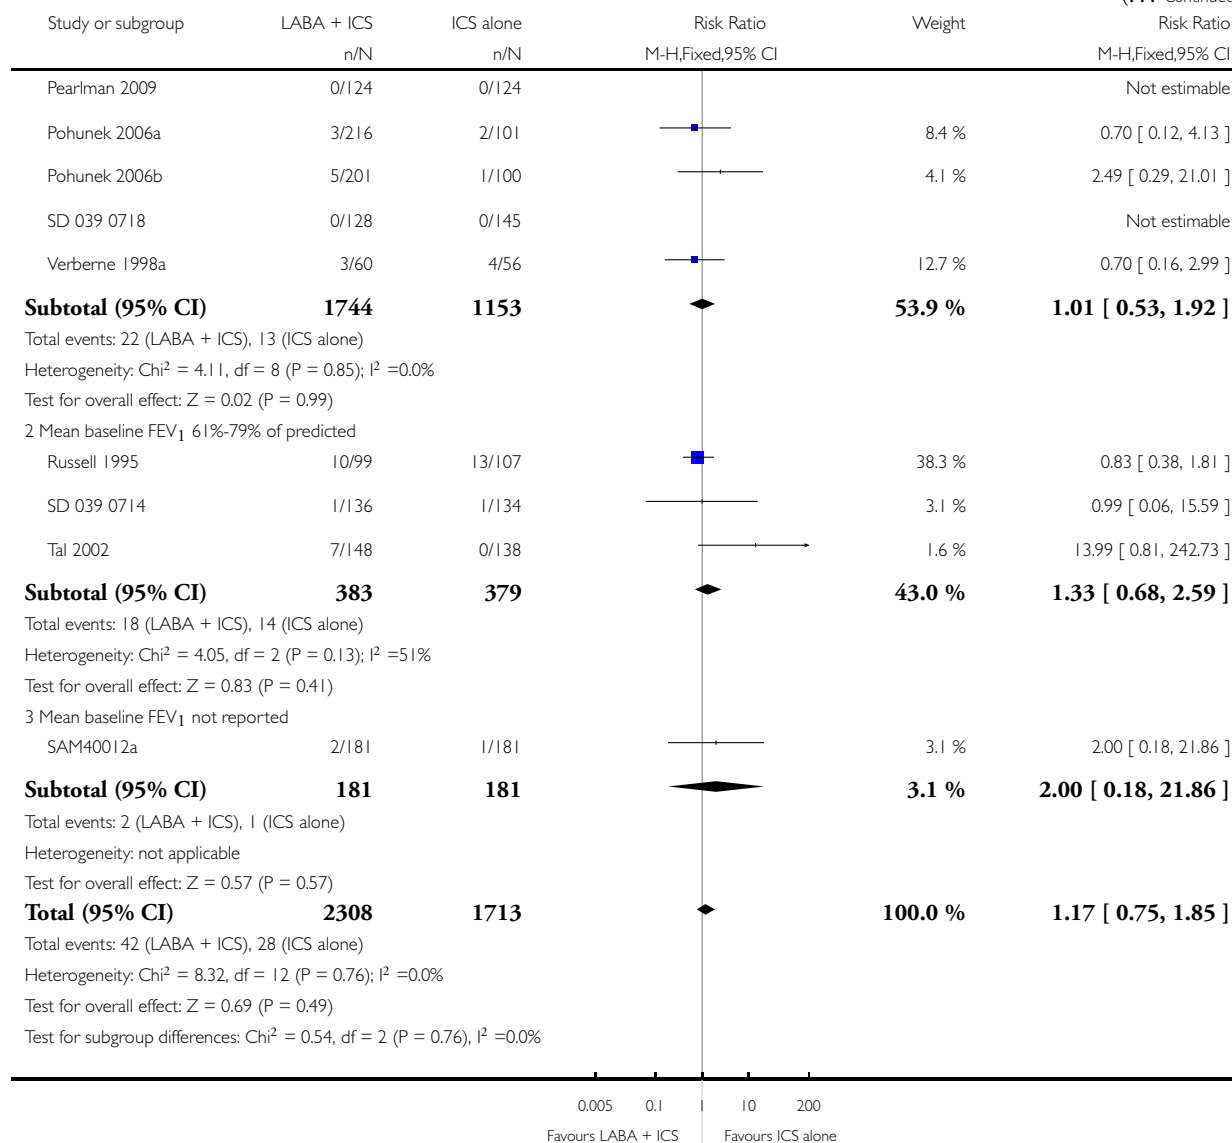 Study or subgroup LABA + ICS ICS alone Risk Ratio Weight Risk Ratio
n/N n/N M-H,Fixed,95% CI M-H,Fixed,95% CI
Pearlman 2009 0/124 0/124 Not estimable
Pohunek 2006a 3/216 2/101 8.4 % 0.70 [ 0.12, 4.13 ]
Pohunek 2006b 5/201 1/100 4.1 % 2.49 [ 0.29, 21.01 ]
SD 039 0718 0/128 0/145 Not estimable
Verberne 1998a 3/60 4/56 12.7 % 0.70 [ 0.16, 2.99 ]
Subtotal (95% CI) 1744 1153 53.9 % 1.01 [ 0.53, 1.92 ]
Total events: 22 (LABA + ICS), 13 (ICS alone)
Heterogeneity: Chi² = 4.11, df = 8 (P = 0.85); I² =0.0%
Test for overall effect: Z = 0.02 (P = 0.99)
2 Mean baseline FEV1 61%-79% of predicted
Russell 1995 10/99 13/107 38.3 % 0.83 [ 0.38, 1.81 ]
SD 039 0714 1/136 1/134 3.1 % 0.99 [ 0.06, 15.59 ]
Tal 2002 7/148 0/138 1.6 % 13.99 [ 0.81, 242.73 ]
Subtotal (95% CI) 383 379 43.0 % 1.33 [ 0.68, 2.59 ]
Total events: 18 (LABA + ICS), 14 (ICS alone)
Heterogeneity: Chi² = 4.05, df = 2 (P = 0.13); I² =51%
Test for overall effect: Z = 0.83 (P = 0.41)
3 Mean baseline FEV1 not reported
SAM40012a 2/181 1/181 3.1 % 2.00 [ 0.18, 21.86 ]
Subtotal (95% CI) 181 181 3.1 % 2.00 [ 0.18, 21.86 ]
Total events: 2 (LABA + ICS), 1 (ICS alone)
Heterogeneity: not applicable
Test for overall effect: Z = 0.57 (P = 0.57)
Total (95% CI) 2308 1713 100.0 % 1.17 [ 0.75, 1.85 ]
Total events: 42 (LABA + ICS), 28 (ICS alone)
Heterogeneity: Chi² = 8.32, df = 12 (P = 0.76); I² =0.0%
Test for overall effect: Z = 0.69 (P = 0.49)
Test for subgroup differences: Chi² = 0.54, df = 2 (P = 0.76), I² =0.0%
0.005 0.1 1 10 200
Favours LABA + ICS Favours ICS alone